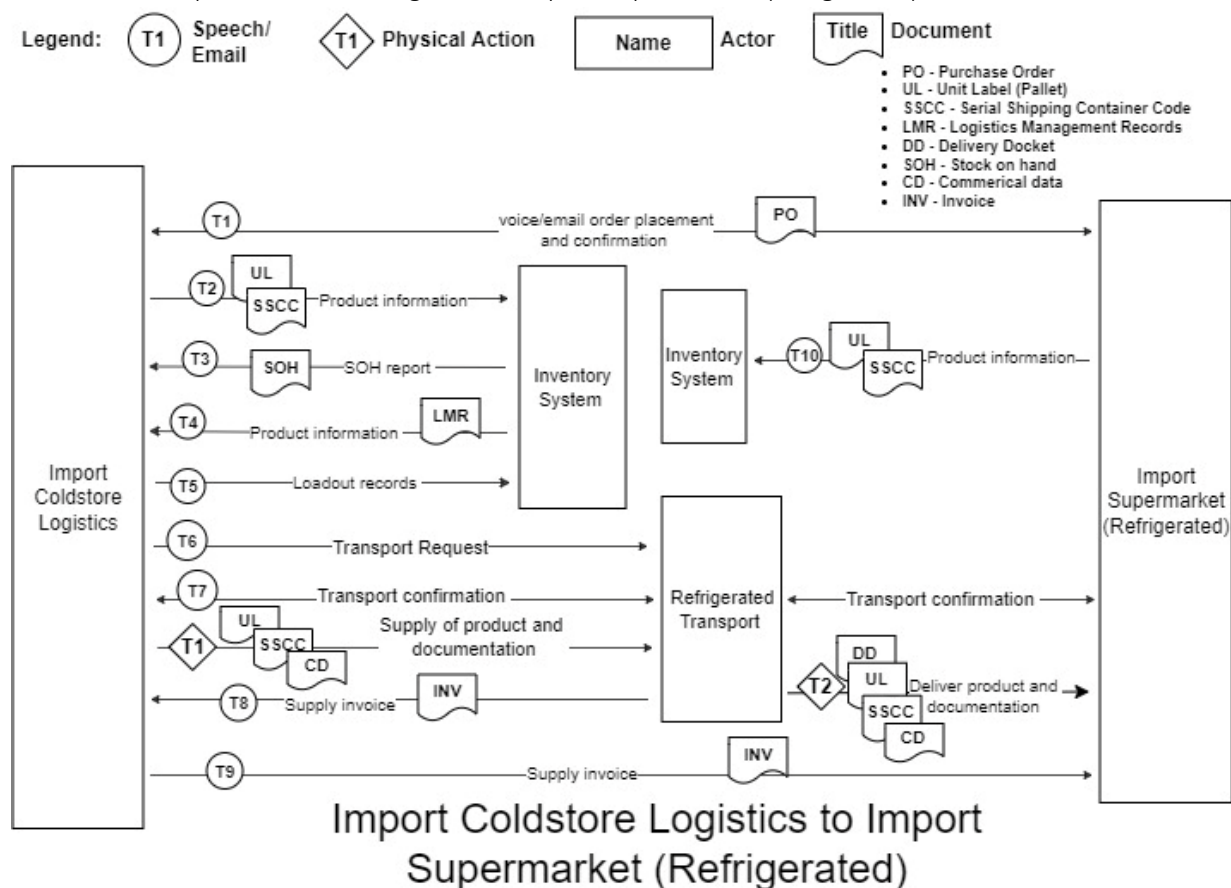 Legend:
T1
Speech/
Email
T1
Physical Action
Name
Actor
Title
Document
• PO - Purchase Order
• UL - Unit Label (Pallet)
• SSCC - Serial Shipping Container Code
• LMR - Logistics Management Records
• DD - Delivery Docket
• SOH - Stock on hand
• CD - Commerical data
• INV - Invoice
Import
Coldstore
Logistics
T1
voice/email order placement
and confirmation
PO
T2
UL
SSCC
Product information
T3
SOH
SOH report
T4
Product information
LMR
T5
Loadout records
Inventory
System
Inventory
System
T10
UL
SSCC
Product information
Import
Supermarket
(Refrigerated)
T6
Transport Request
T7
Transport confirmation
Refrigerated
Transport
Transport confirmation
T1
UL
SSCC
CD
Supply of product and
documentation
T2
DD
UL
SSCC
CD
Deliver product and
documentation
T8
Supply invoice
INV
T9
Supply invoice
INV
Import Coldstore Logistics to Import
Supermarket (Refrigerated)